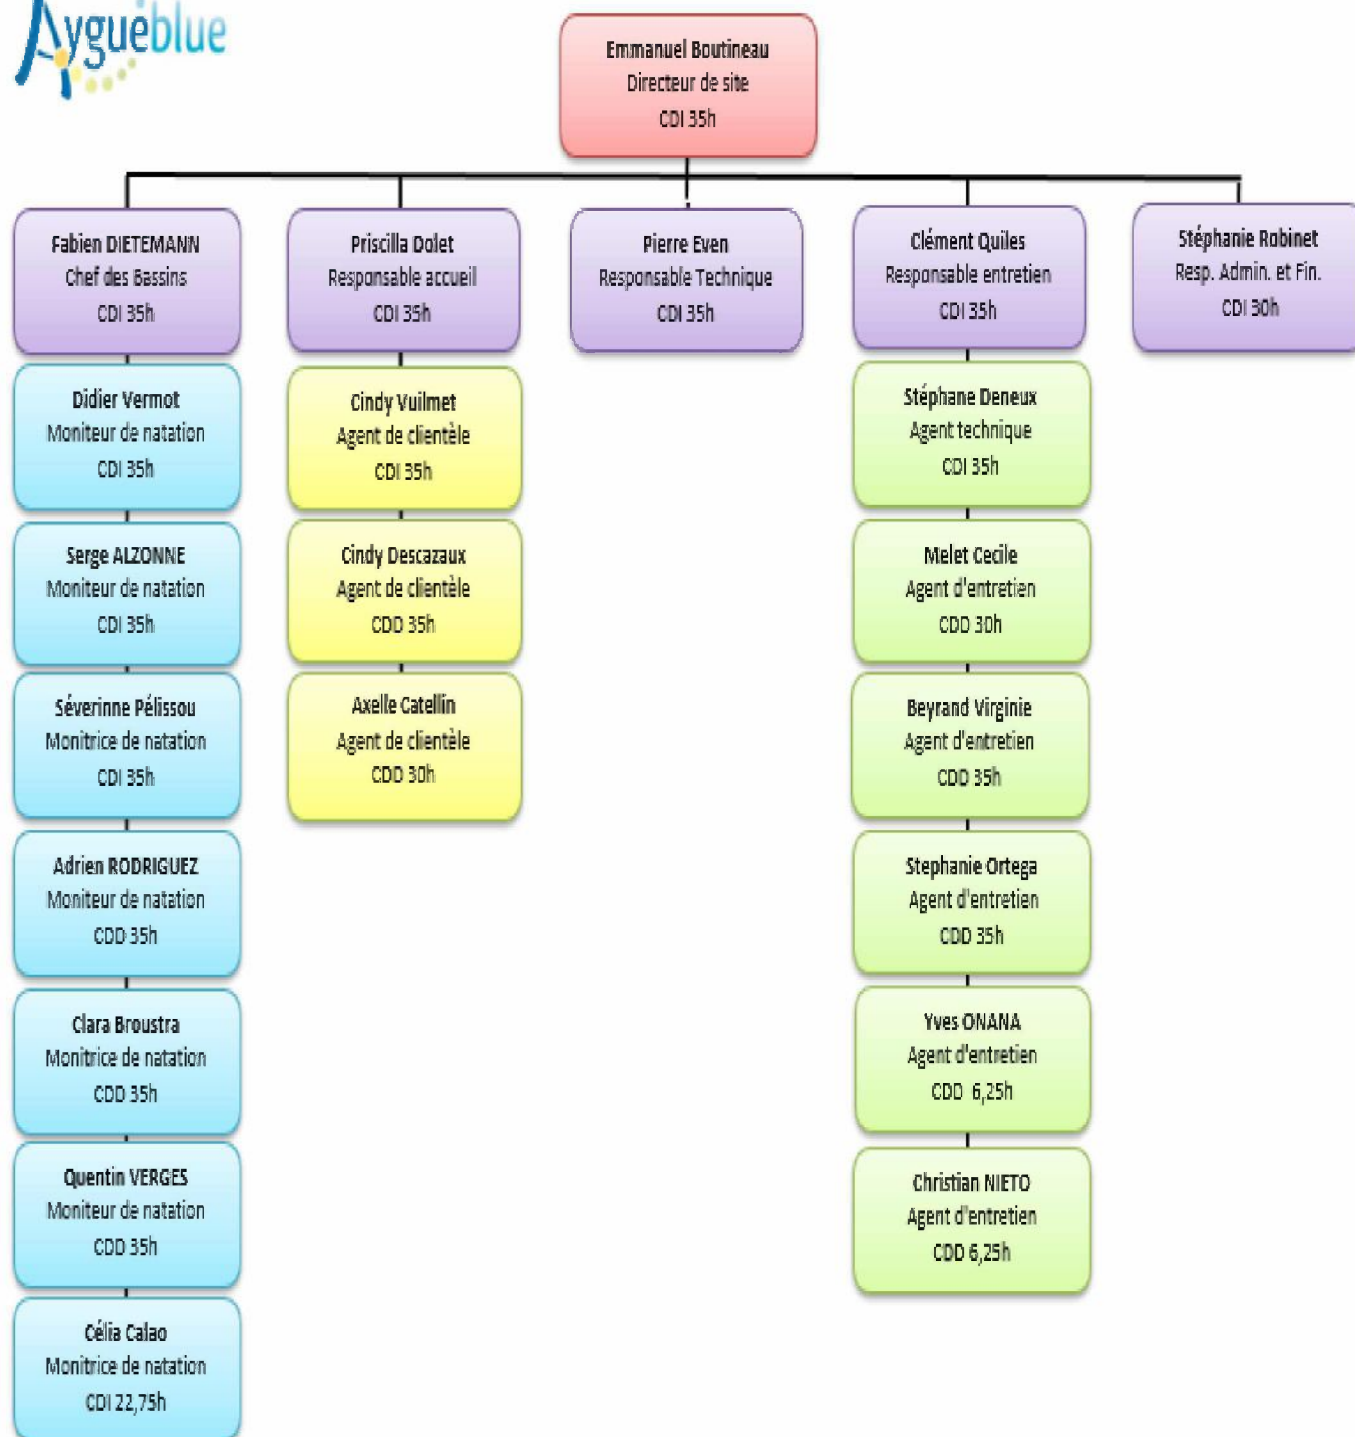 Aygueblue
Emmanuel Boutineau
Directeur de site
CDI 35h
Fabien DIETEMANN
Chef des Bassins
CDI 35h
Didier Vermot
Moniteur de natation
CDI 35h
Serge ALZONNE
Moniteur de natation
CDI 35h
Séverinne Pélissou
Monitrice de natation
CDI 35h
Adrien RODRIGUEZ
Moniteur de natation
CDD 35h
Clara Broustra
Monitrice de natation
CDD 35h
Quentin VERGES
Moniteur de natation
CDD 35h
Célia Calao
Monitrice de natation
CDI 22,75h
Priscilla Dolet
Responsable accueil
CDI 35h
Cindy Vuilmet
Agent de clientèle
CDI 35h
Cindy Descazaux
Agent de clientèle
CDD 35h
Axelle Catellin
Agent de clientèle
CDD 30h
Pierre Even
Responsable Technique
CDI 35h
Clément Quiles
Responsable entretien
CDI 35h
Stéphane Deneux
Agent technique
CDI 35h
Melet Cecile
Agent d'entretien
CDD 30h
Beyrand Virginie
Agent d'entretien
CDD 35h
Stephanie Ortega
Agent d'entretien
CDD 35h
Yves ONANA
Agent d'entretien
CDD 6,25h
Christian NIETO
Agent d'entretien
CDD 6,25h
Stéphanie Robinet
Resp. Admin. et Fin.
CDI 30h